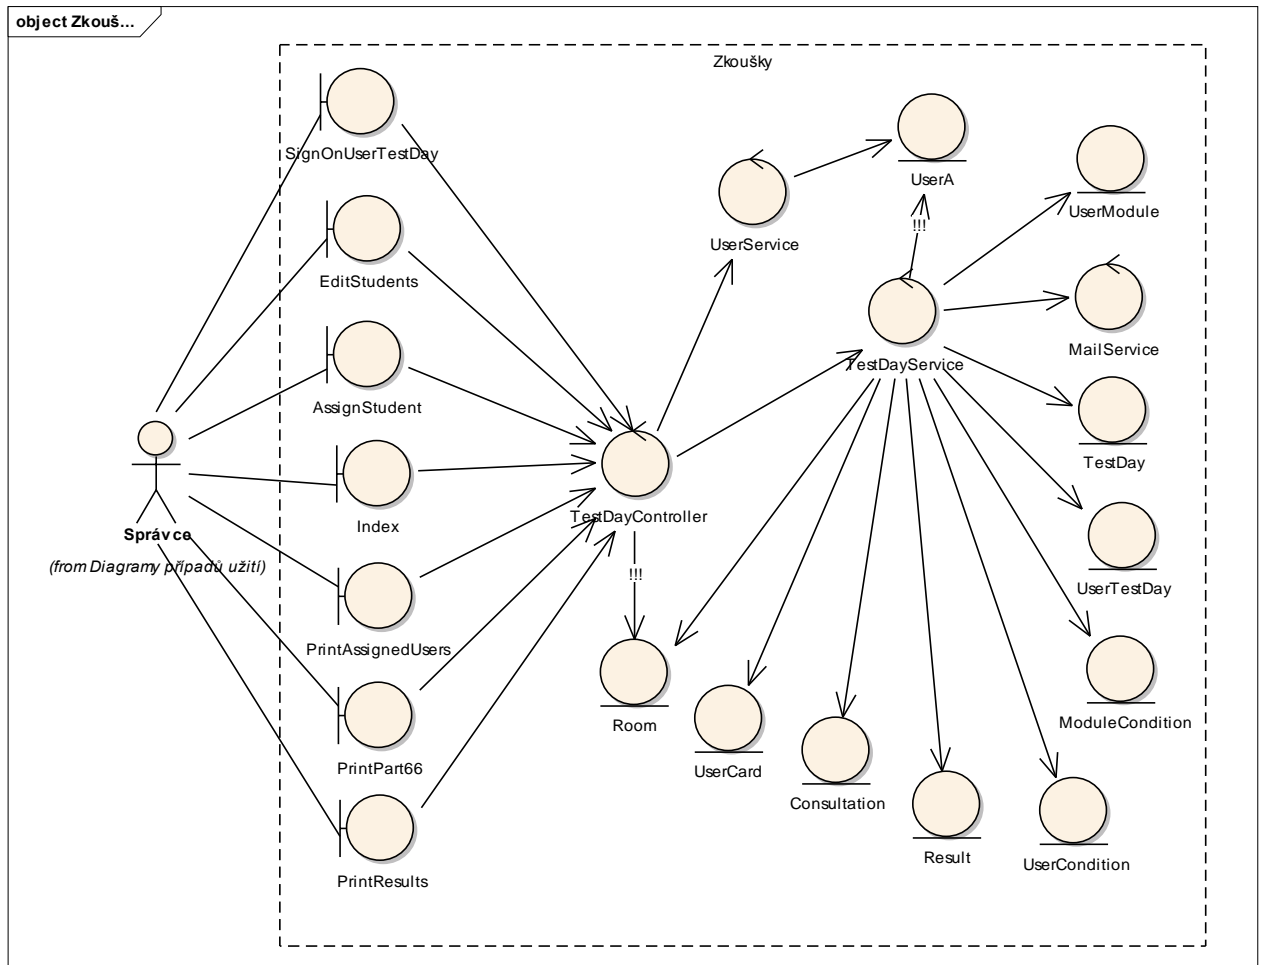 object Zkouš...
Zkoušky
SignOnUserTestDay
UserA
UserModule
!!!
UserService
EditStudents
MailService
TestDayService
AssignStudent
TestDay
Index
TestDayController
Správce
(from Diagramy případů užití)
!!!
UserTestDay
PrintAssignedUsers
Room
ModuleCondition
PrintPart66
UserCard
Consultation
Result
UserCondition
PrintResults